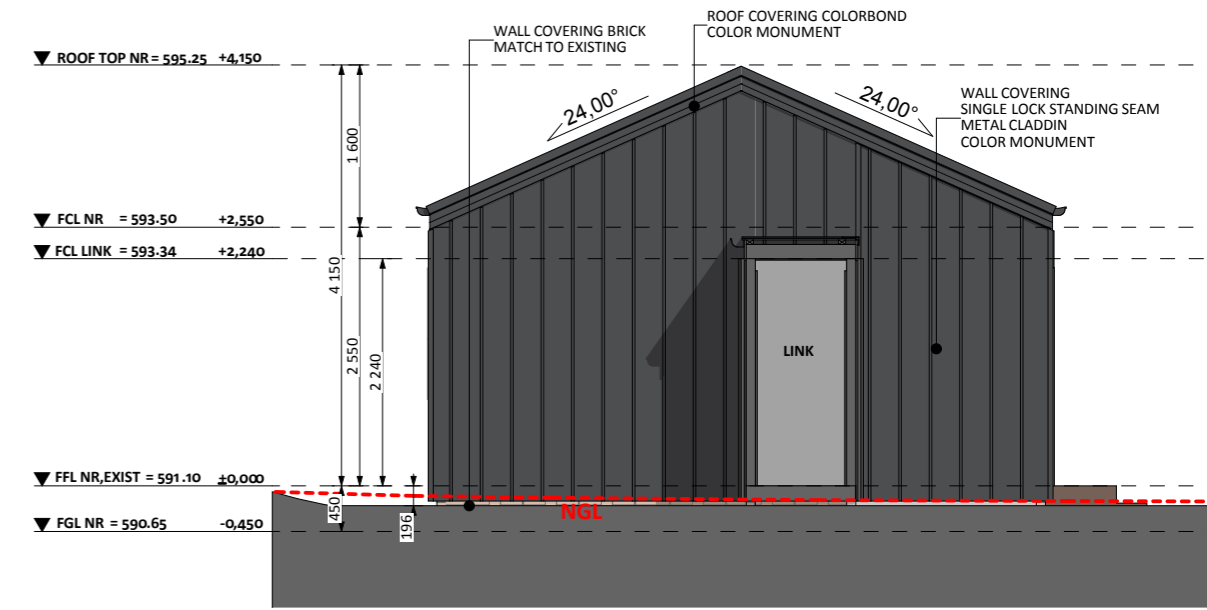 ROOF COVERING COLORBOND
COLOR MONUMENT
WALL COVERING BRICK
MATCH TO EXISTING
ROOF TOP NR = 595.25 +4,150
24,00°
24,00°
WALL COVERING
SINGLE LOCK STANDING SEAM
METAL CLADDIN
COLOR MONUMENT
1 600
FCL NR = 593.50 +2,550
FCL LINK = 593.34 +2,240
4 150
2 550
2 240
LINK
FFL NR,EXIST = 591.10 ±0,000
450
196
NGL
FGL NR = 590.65 -0,450